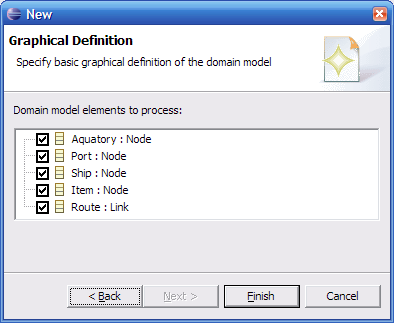 New
Graphical Definition
Specify basic graphical definition of the domain model
Domain model elements to process:
Aquatory : Node
Port : Node
Ship : Node
Item : Node
Route : Link
< Back
Next >
Finish
Cancel